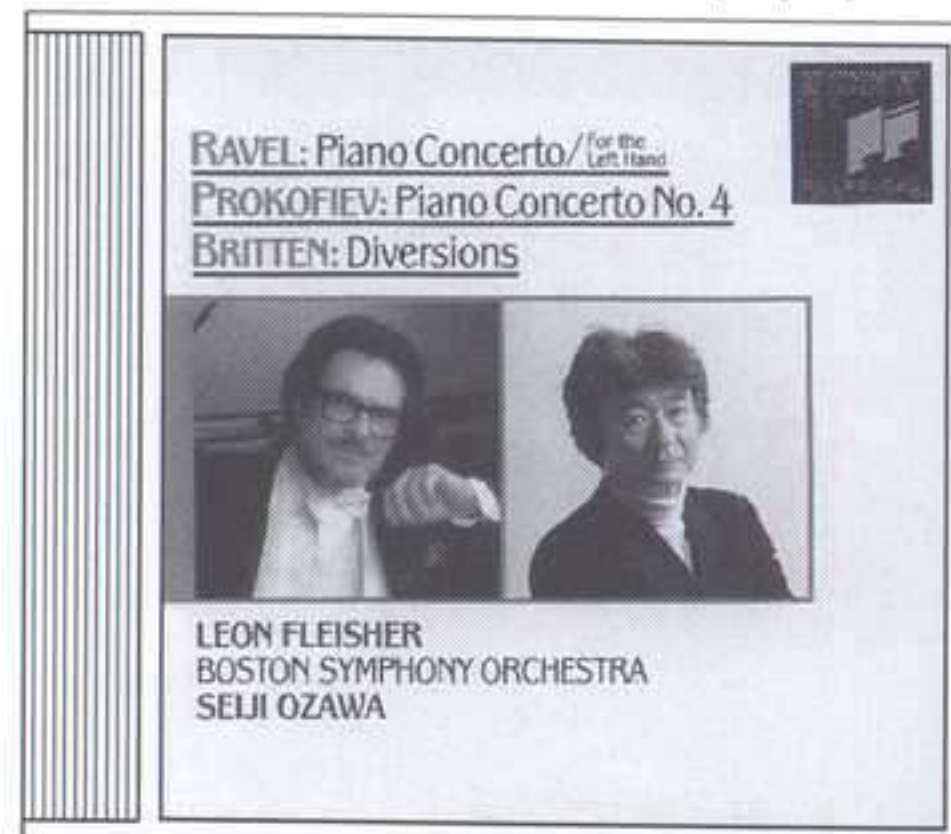 RAVEL: Piano Concerto/For the Left Hand
PROKOFIEV: Piano Concerto No. 4
BRITTEN: Diversions
LEON FLEISHER
BOSTON SYMPHONY ORCHESTRA
SEIJI OZAWA